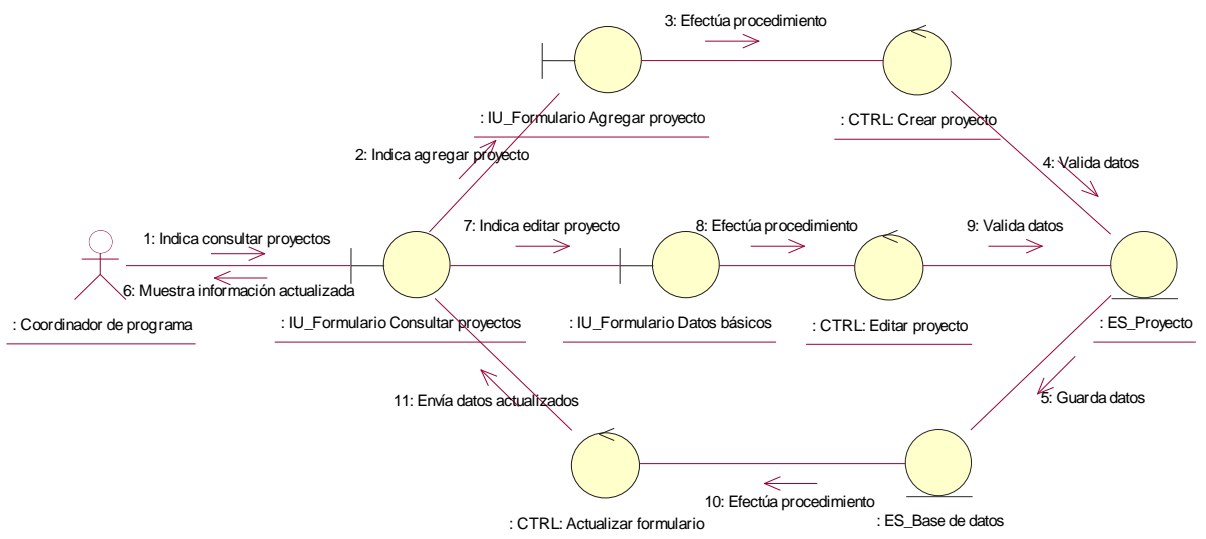 3: Efectúa procedimiento
: IU_Formulario Agregar proyecto
: CTRL: Crear proyecto
2: Indica agregar proyecto
4: Valida datos
1: Indica consultar proyectos
7: Indica editar proyecto
8: Efectúa procedimiento
9: Valida datos
6: Muestra información actualizada
: Coordinador de programa
: IU_Formulario Consultar proyectos
: IU_Formulario Datos básicos
: CTRL: Editar proyecto
: ES_Proyecto
11: Envía datos actualizados
5: Guarda datos
10: Efectúa procedimiento
: CTRL: Actualizar formulario
: ES_Base de datos